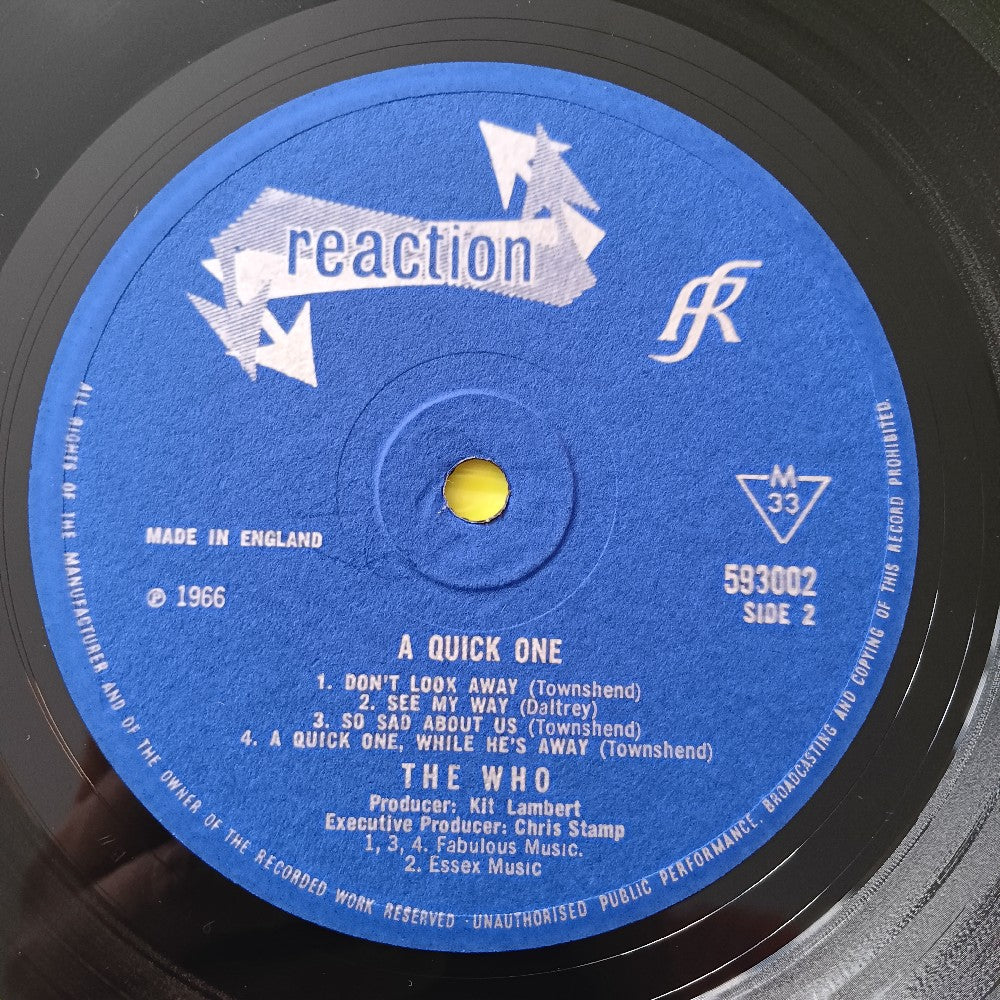 reaction
fR
M
33
MADE IN ENGLAND
℗ 1966
593002
SIDE 2
A QUICK ONE
1. DON'T LOOX AWAY (Townshend)
2. SEE MY WAY (Daltrey)
3. SO SAD ABOUT US (Townshend)
4. A QUICK ONE, WHILE HE'S AWAY (Townshend)
THE WHO
Producer: Kit Lambert
Executive Producer: Chris Stamp
1, 3, 4. Fabulous Music.
2. Essex Music
ALL RIGHTS OF THE MANUFACTURER AND OF THE OWNER OF THE RECORDED WORK RESERVED · UNAUTHORISED PUBLIC PERFORMANCE, BROADCASTING AND COPYING OF THIS RECORD PROHIBITED.